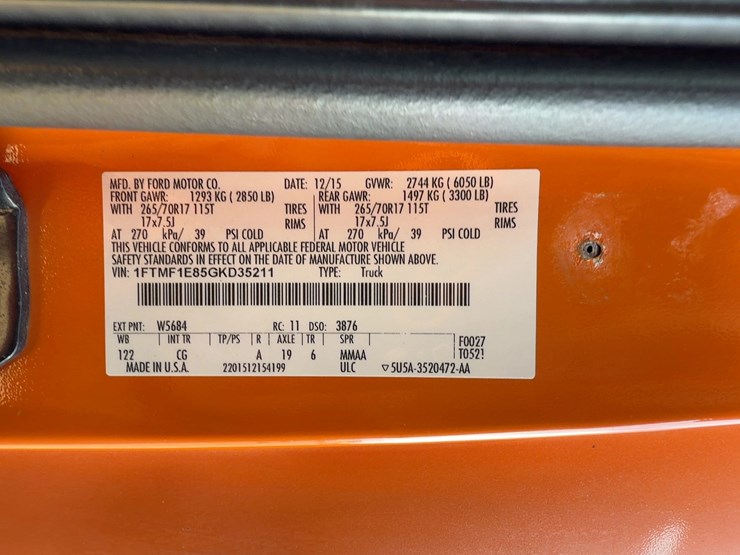 MFD. BY FORD MOTOR CO. DATE: 12/15 GVWR: 2744 KG ( 6050 LB)
FRONT GAWR: 1293 KG ( 2850 LB) REAR GAWR: 1497 KG ( 3300 LB)
WITH 265/70R17 115T TIRES WITH 265/70R17 115T TIRES
17x7.5J RIMS 17x7.5J RIMS
AT 270 kPa/ 39 PSI COLD AT 270 kPa/ 39 PSI COLD
THIS VEHICLE CONFORMS TO ALL APPLICABLE FEDERAL MOTOR VEHICLE
SAFETY STANDARDS IN EFFECT ON THE DATE OF MANUFACTURE SHOWN ABOVE.
VIN: 1FTMF1E85GKD35211 TYPE: Truck
EXT PNT: W5684 RC: 11 DSO: 3876
WB INT TR TP/PS R AXLE TR SPR F0027
122 CG A 19 6 MMAA T0521
MADE IN U.S.A. 2201512154199 ULC ▽5U5A-3520472-AA